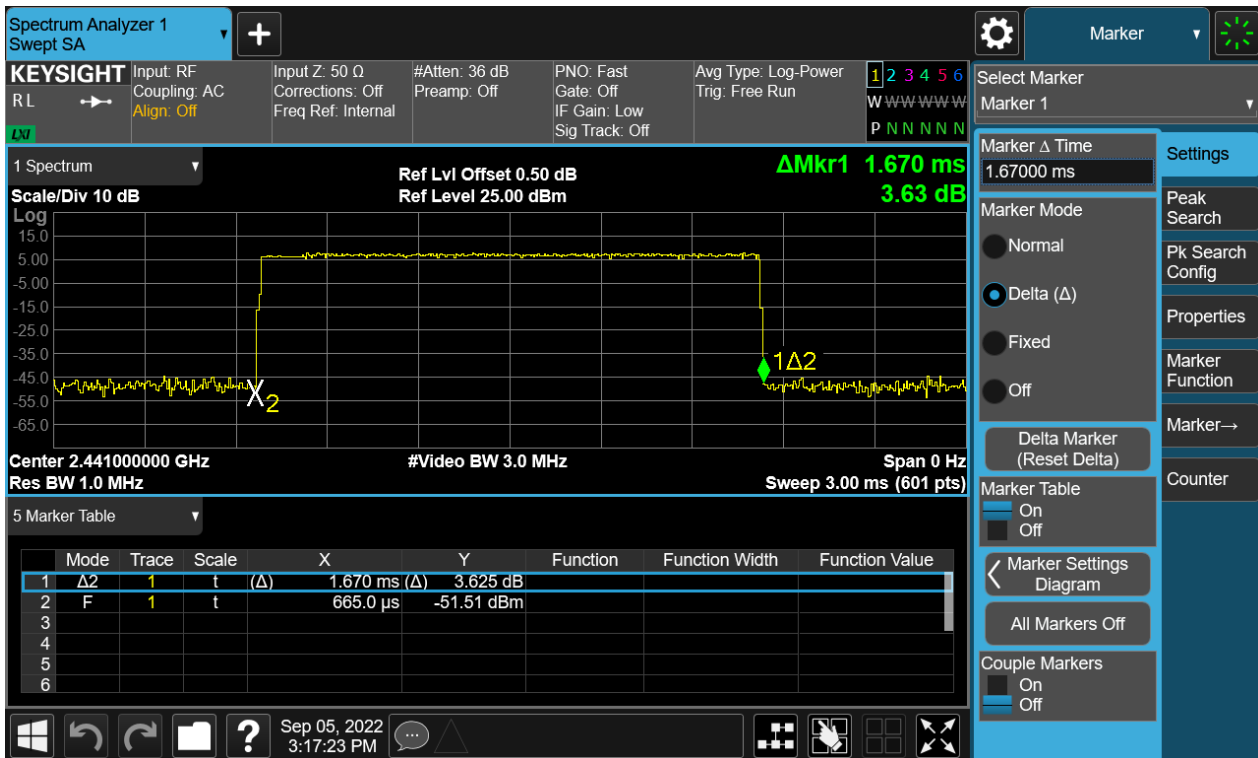 Spectrum Analyzer 1
Swept SA
+
Marker
KEYSIGHT
R L
LXI
Input: RF
Coupling: AC
Align: Off
Input Z: 50 Ω
Corrections: Off
Freq Ref: Internal
#Atten: 36 dB
Preamp: Off
PNO: Fast
Gate: Off
IF Gain: Low
Sig Track: Off
Avg Type: Log-Power
Trig: Free Run
1 2 3 4 5 6
W W W W W W
P N N N N N
Select Marker
Marker 1
1 Spectrum
Scale/Div 10 dB
Ref Lvl Offset 0.50 dB
Ref Level 25.00 dBm
ΔMkr1 1.670 ms
3.63 dB
Log
15.0
5.00
-5.00
-15.0
-25.0
-35.0
-45.0
-55.0
-65.0
1Δ2
2
Center 2.441000000 GHz
#Video BW 3.0 MHz
Span 0 Hz
Res BW 1.0 MHz
Sweep 3.00 ms (601 pts)
5 Marker Table
Mode Trace Scale X Y Function Function Width Function Value
1 Δ2 1 t (Δ) 1.670 ms (Δ) 3.625 dB
2 F 1 t 665.0 µs -51.51 dBm
3
4
5
6
Marker Δ Time
1.67000 ms
Marker Mode
Normal
Delta (Δ)
Fixed
Off
Delta Marker
(Reset Delta)
Marker Table
On
Off
Marker Settings
Diagram
All Markers Off
Couple Markers
On
Off
Settings
Peak
Search
Pk Search
Config
Properties
Marker
Function
Marker→
Counter
?
Sep 05, 2022
3:17:23 PM